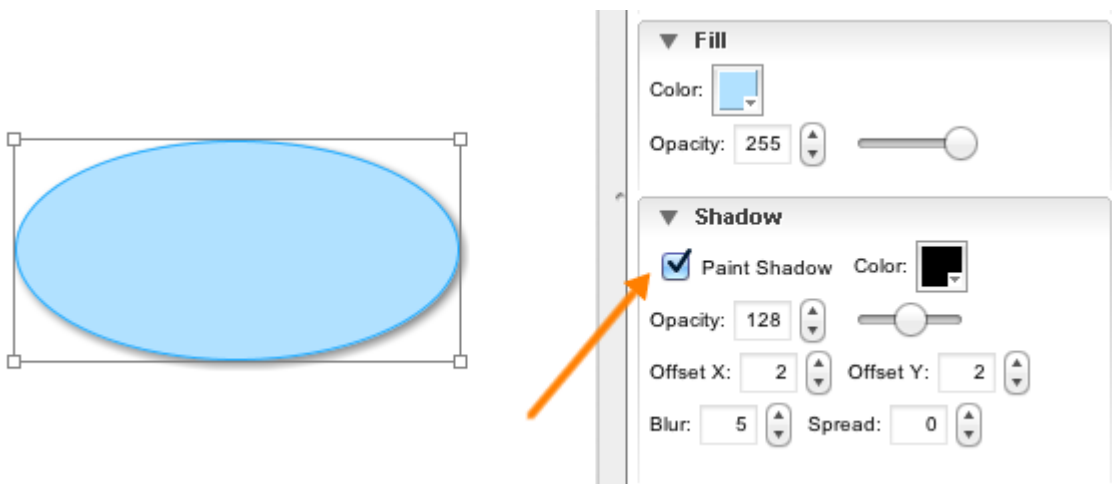 Fill
Color:
Opacity: 255
Shadow
Paint Shadow Color:
Opacity: 128
Offset X: 2 Offset Y: 2
Blur: 5 Spread: 0